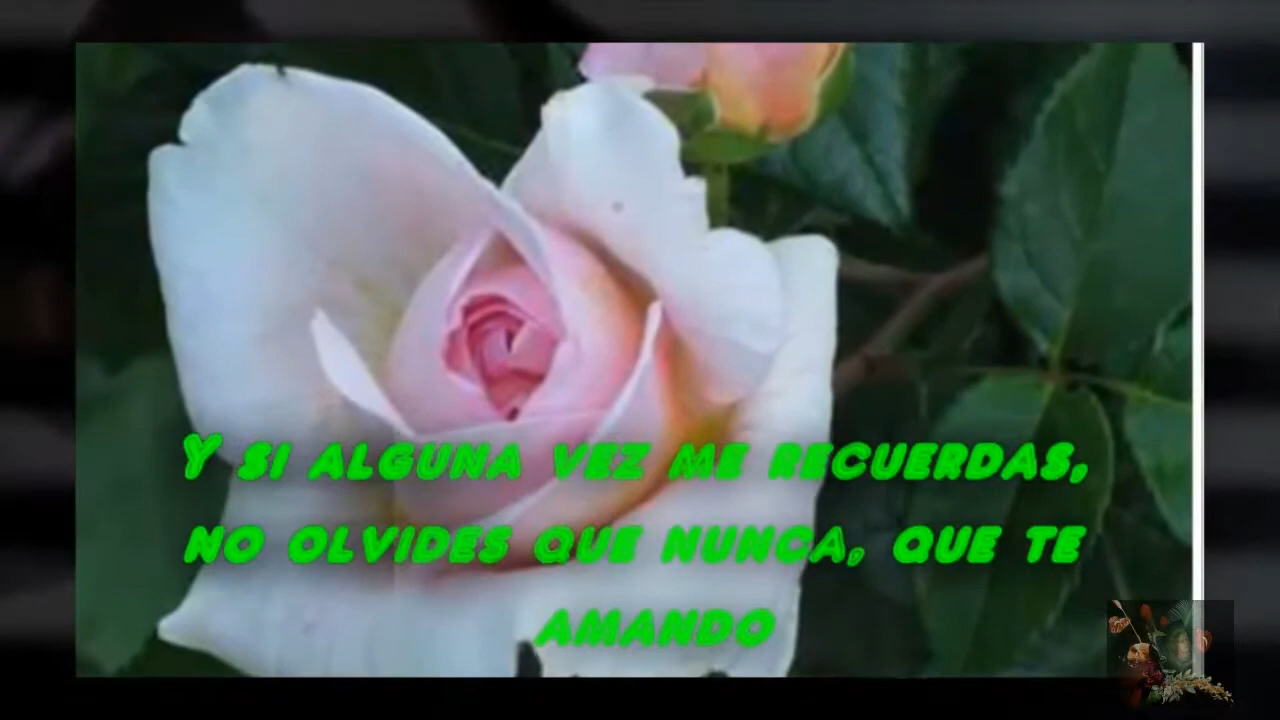 Y SI ALGUNA VEZ ME RECUERDAS,
NO OLVIDES QUE NUNCA, QUE TE
AMANDO